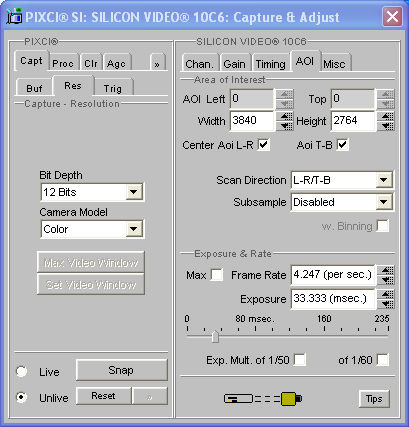 PIXCI® SI: SILICON VIDEO® 10C6: Capture & Adjust
PIXCI®
Capt Proc Clr Agc »
Buf Res Trig
Capture - Resolution
Bit Depth
12 Bits
Camera Model
Color
Max Video Window
Set Video Window
Live
Snap
Unlive
Reset »
SILICON VIDEO® 10C6
Chan. Gain Timing AOI Misc
Area of Interest
AOI Left 0 Top 0
Width 3840 Height 2764
Center Aoi L-R Aoi T-B
Scan Direction L-R/T-B
Subsample Disabled
w. Binning
Exposure & Rate
Max Frame Rate 4.247 (per sec.)
Exposure 33.333 (msec.)
0 80 msec. 160 235
Exp. Mult. of 1/50 of 1/60
Tips